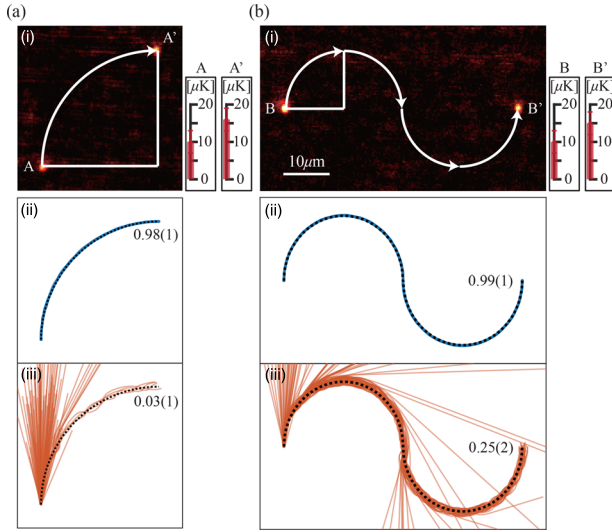 (a)
(b)
(i)
A'
A
A
[μK]
20
10
0
A'
[μK]
20
10
0
(i)
B
B'
10μm
B
[μK]
20
10
0
B'
[μK]
20
10
0
(ii)
0.98(1)
(ii)
0.99(1)
(iii)
0.03(1)
(iii)
0.25(2)